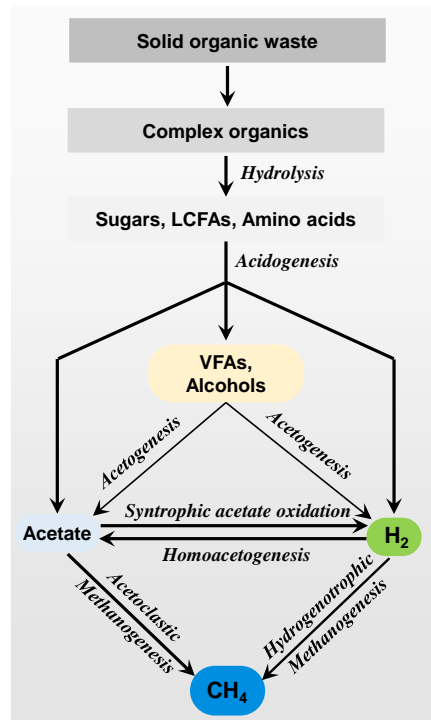 Solid organic waste
Complex organics
Hydrolysis
Sugars, LCFAs, Amino acids
Acidogenesis
VFAs,
Alcohols
Acetogenesis
Acetogenesis
Syntrophic acetate oxidation
Acetate
H₂
Homoacetogenesis
Acetoclastic
Methanogenesis
Hydrogenotrophic
Methanogenesis
CH₄